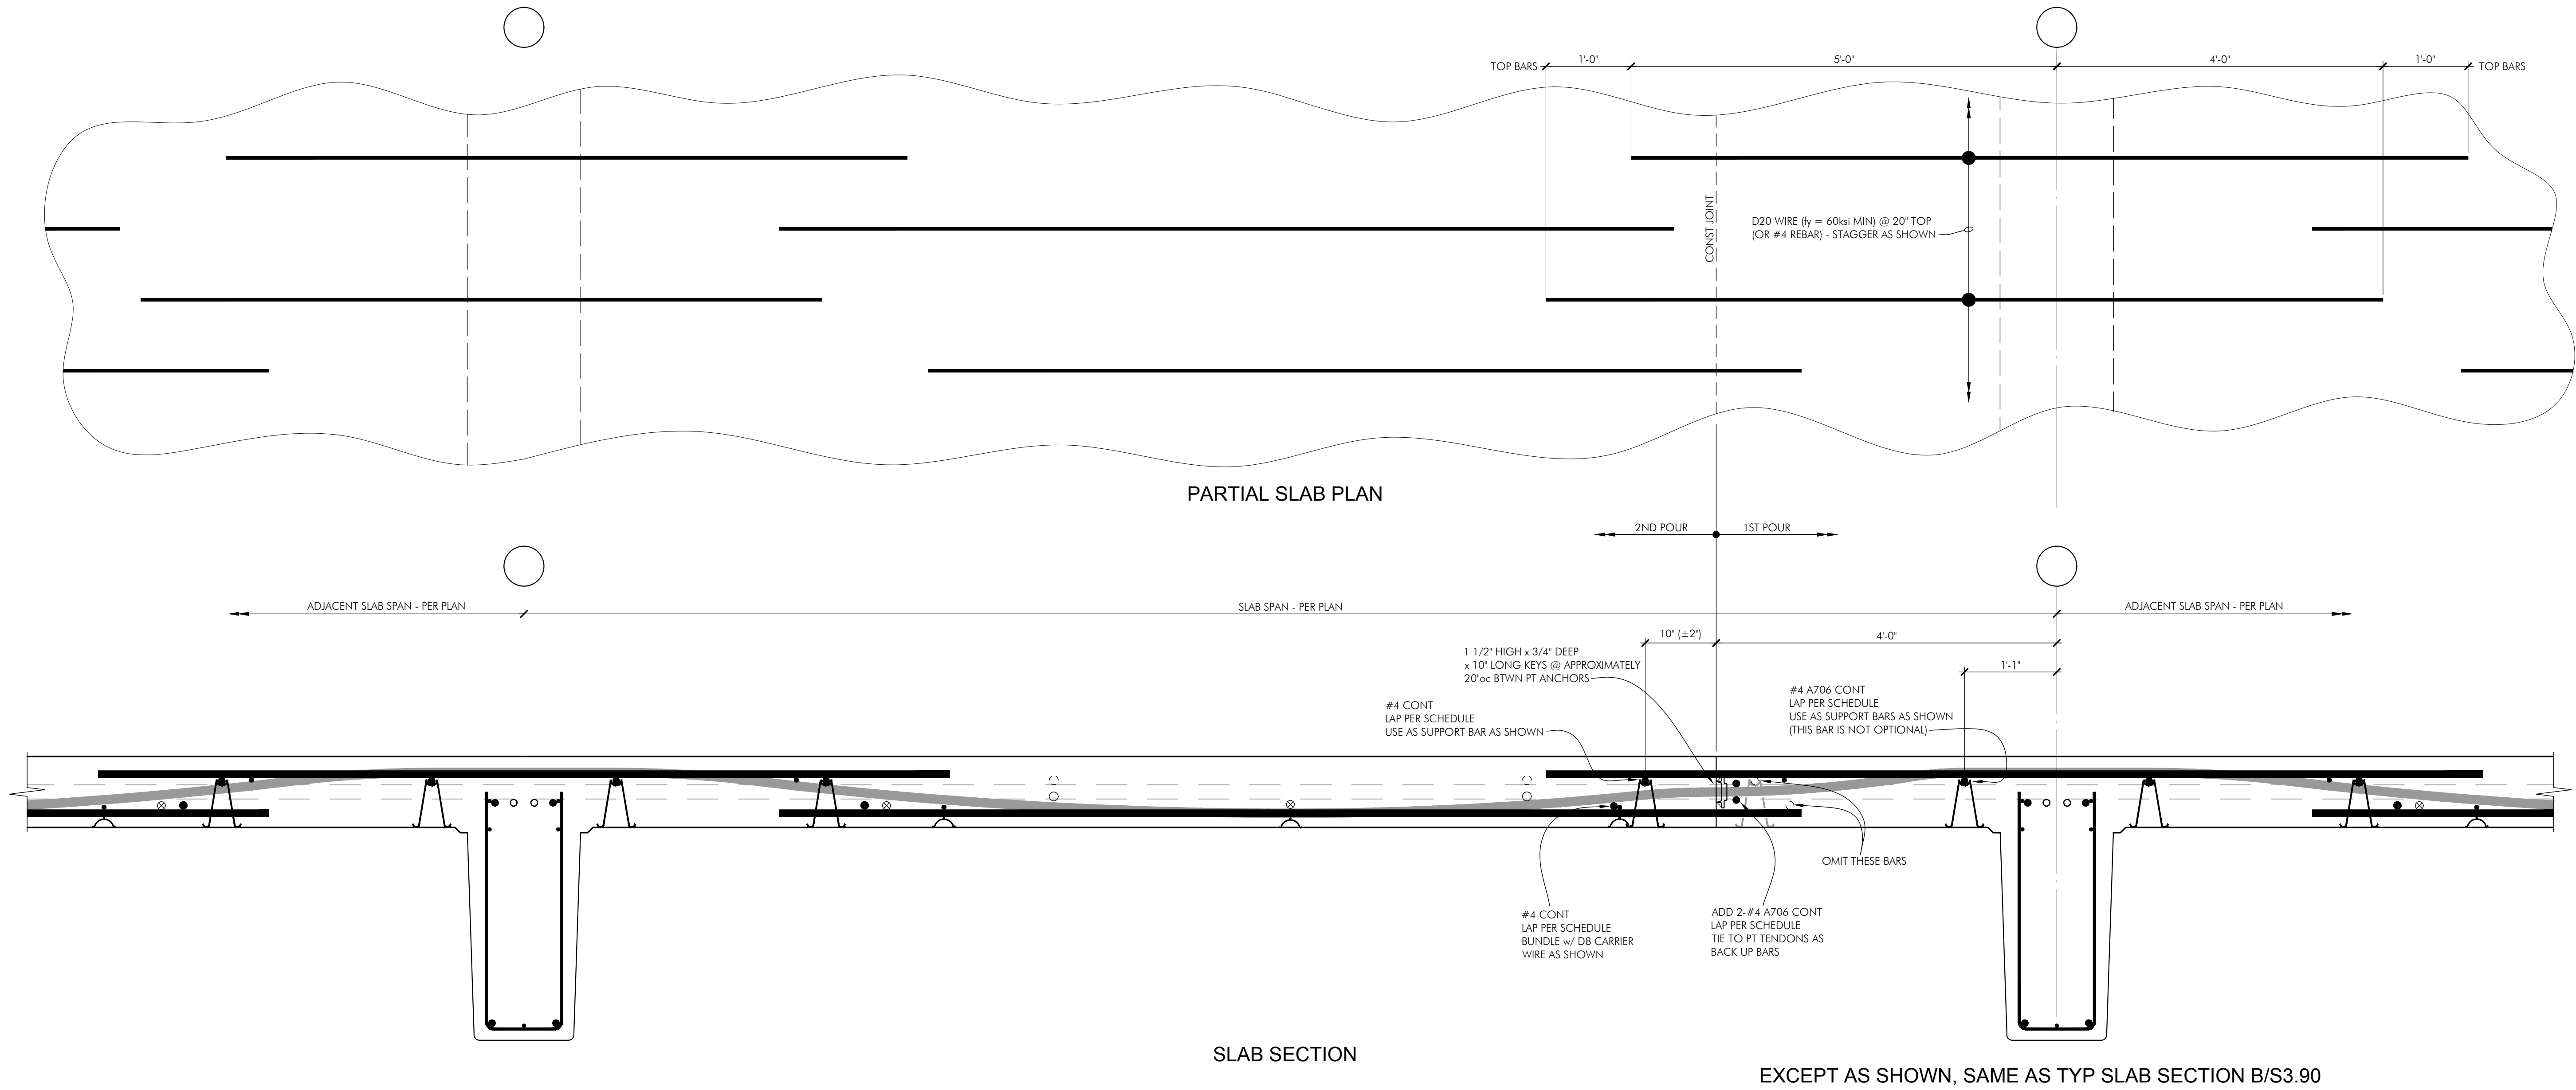 TOP BARS
1'-0"
5'-0"
4'-0"
1'-0"
TOP BARS
CONST JOINT
D20 WIRE (fy = 60ksi MIN) @ 20" TOP
(OR #4 REBAR) - STAGGER AS SHOWN
PARTIAL SLAB PLAN
2ND POUR
1ST POUR
ADJACENT SLAB SPAN - PER PLAN
SLAB SPAN - PER PLAN
ADJACENT SLAB SPAN - PER PLAN
10" (±2")
4'-0"
1'-1"
1 1/2" HIGH x 3/4" DEEP
x 10" LONG KEYS @ APPROXIMATELY
20"oc BTWN PT ANCHORS
#4 CONT
LAP PER SCHEDULE
USE AS SUPPORT BAR AS SHOWN
#4 A706 CONT
LAP PER SCHEDULE
USE AS SUPPORT BARS AS SHOWN
(THIS BAR IS NOT OPTIONAL)
OMIT THESE BARS
#4 CONT
LAP PER SCHEDULE
BUNDLE w/ D8 CARRIER
WIRE AS SHOWN
ADD 2-#4 A706 CONT
LAP PER SCHEDULE
TIE TO PT TENDONS AS
BACK UP BARS
SLAB SECTION
EXCEPT AS SHOWN, SAME AS TYP SLAB SECTION B/S3.90